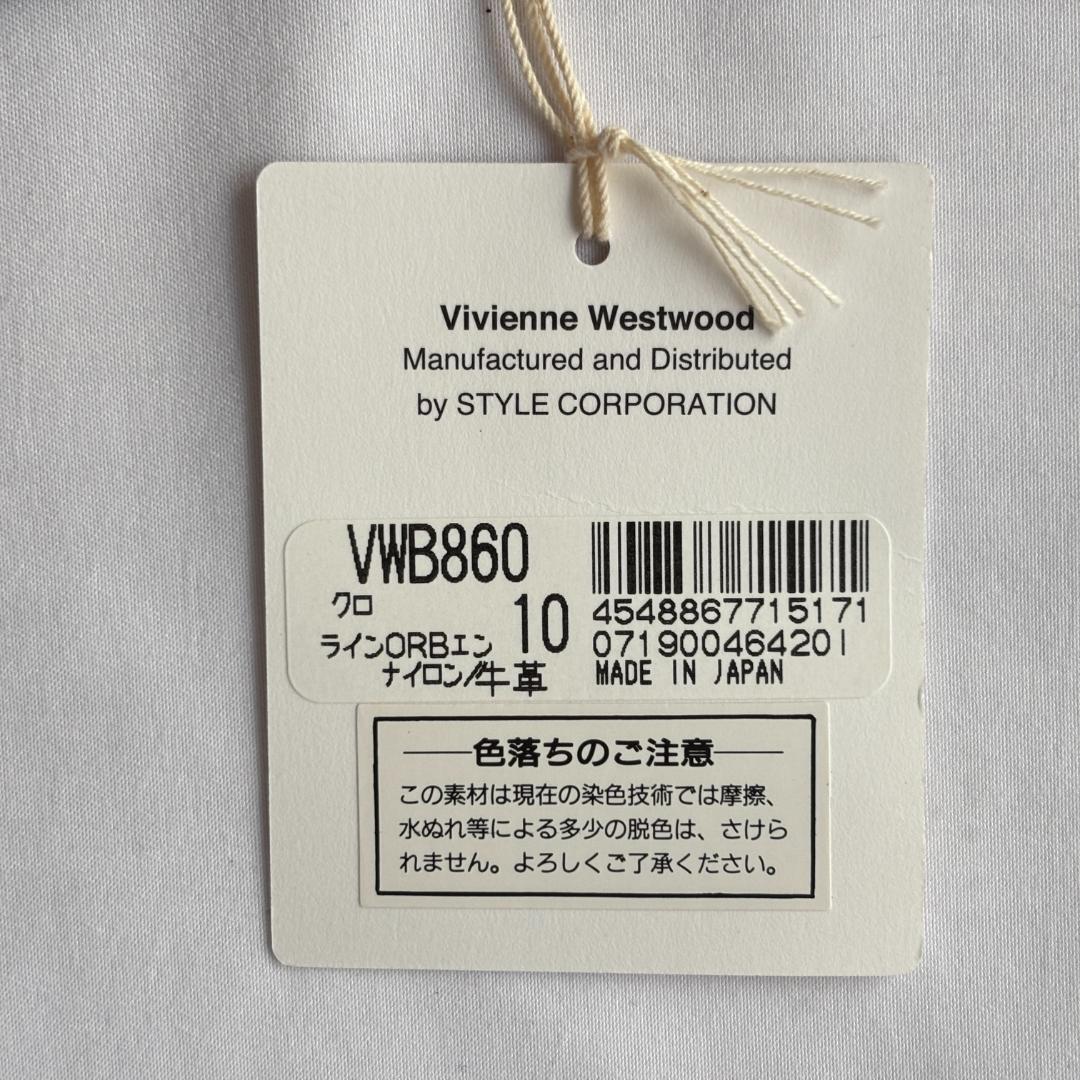 Vivienne Westwood
Manufactured and Distributed
by STYLE CORPORATION
VWB860
クロ
10
ラインORBエン
ナイロン/牛革
4548867715171
071900464201
MADE IN JAPAN
色落ちのご注意
この素材は現在の染色技術では摩擦、
水ぬれ等による多少の脱色は、さけら
れません。よろしくご了承ください。